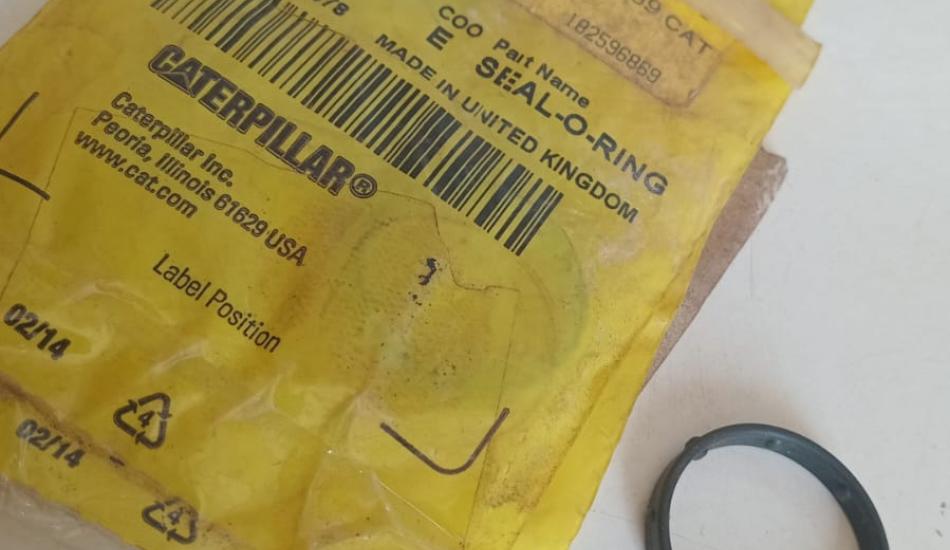 CAT
182596869
COO Part Name
E SEAL-O-RING
MADE IN UNITED KINGDOM
CATERPILLAR®
Caterpillar Inc.
Peoria, Illinois 61629 USA
www.cat.com
Label Position
02/14
4
02/14
4